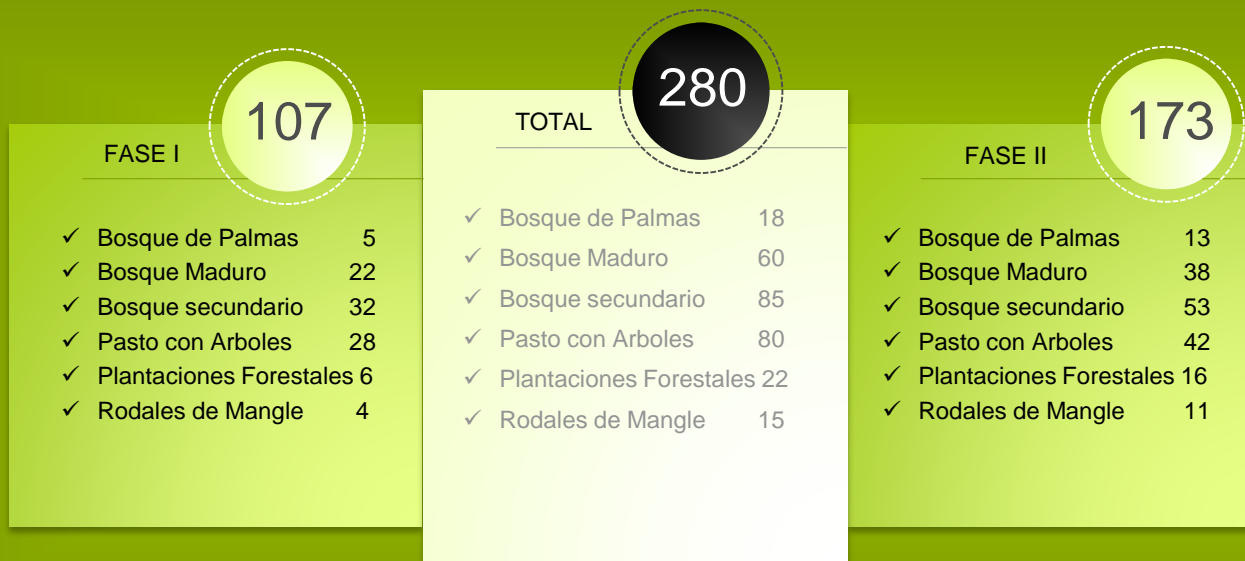 107
FASE I
✓ Bosque de Palmas 5
✓ Bosque Maduro 22
✓ Bosque secundario 32
✓ Pasto con Arboles 28
✓ Plantaciones Forestales 6
✓ Rodales de Mangle 4
280
TOTAL
✓ Bosque de Palmas 18
✓ Bosque Maduro 60
✓ Bosque secundario 85
✓ Pasto con Arboles 80
✓ Plantaciones Forestales 22
✓ Rodales de Mangle 15
173
FASE II
✓ Bosque de Palmas 13
✓ Bosque Maduro 38
✓ Bosque secundario 53
✓ Pasto con Arboles 42
✓ Plantaciones Forestales 16
✓ Rodales de Mangle 11